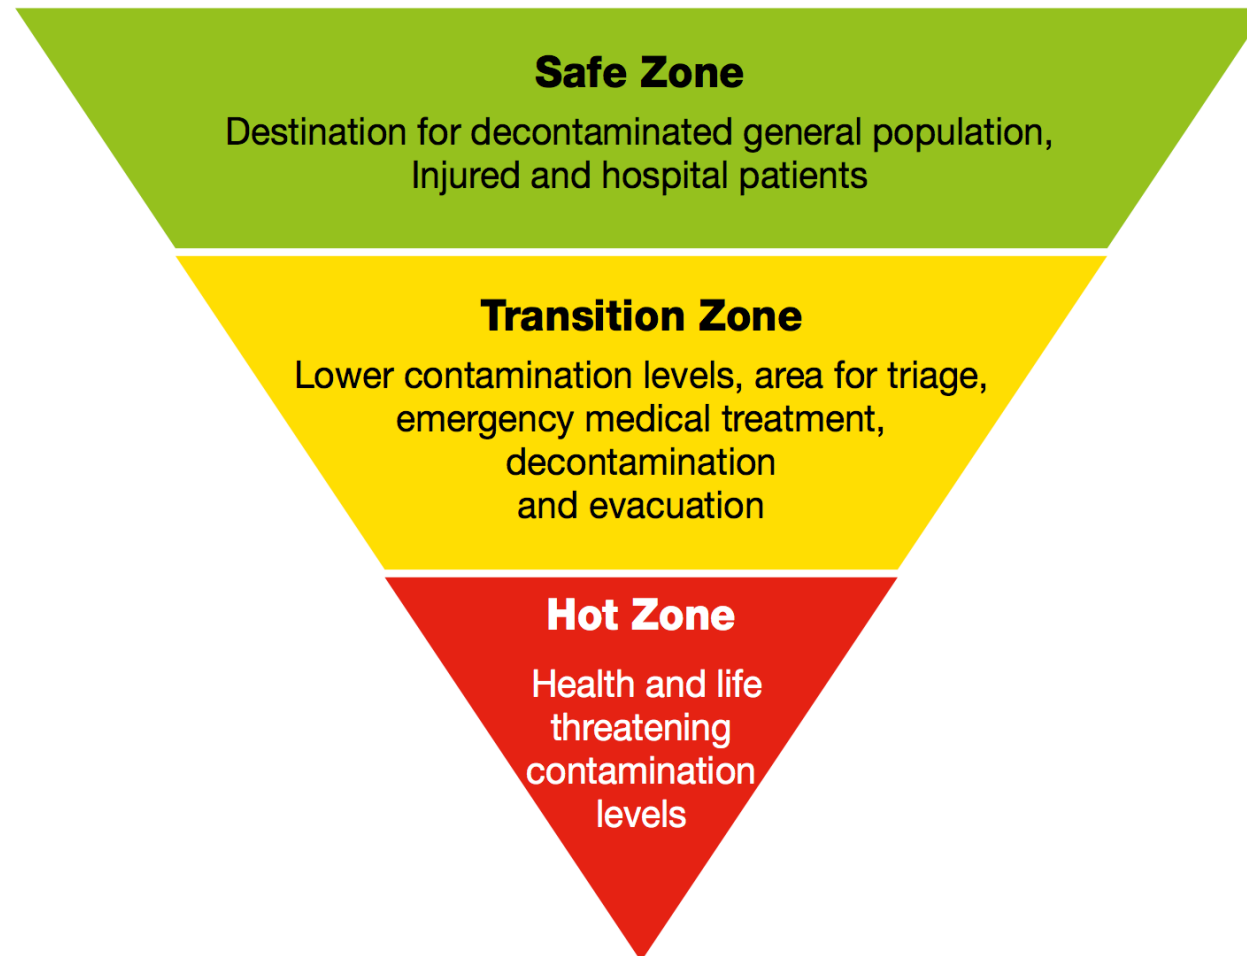 Safe Zone
Destination for decontaminated general population,
Injured and hospital patients
Transition Zone
Lower contamination levels, area for triage,
emergency medical treatment,
decontamination
and evacuation
Hot Zone
Health and life
threatening
contamination
levels